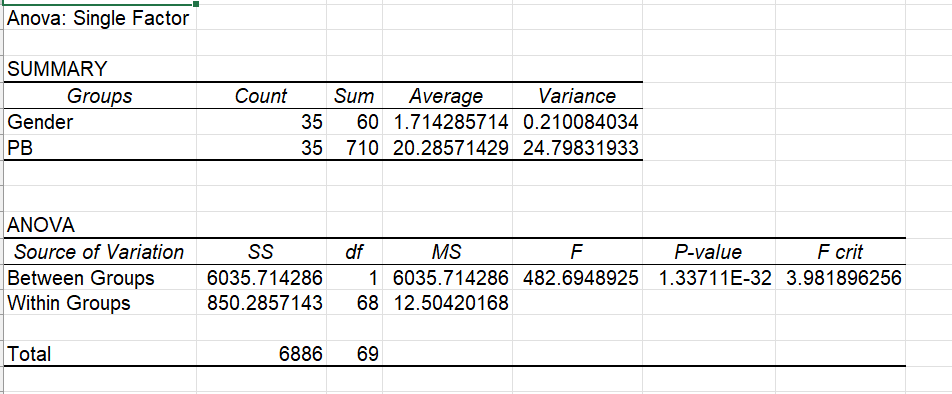 Anova: Single Factor
SUMMARY
Groups Count Sum Average Variance
Gender 35 60 1.714285714 0.210084034
PB 35 710 20.28571429 24.79831933
ANOVA
Source of Variation SS df MS F P-value F crit
Between Groups 6035.714286 1 6035.714286 482.6948925 1.33711E-32 3.981896256
Within Groups 850.2857143 68 12.50420168
Total 6886 69